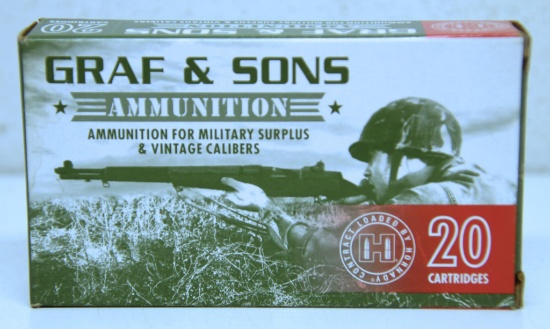 GRAF & SONS
AMMUNITION
AMMUNITION FOR MILITARY SURPLUS
& VINTAGE CALIBERS
CONTRACT LOADED BY HORNADY®
H
20
CARTRIDGES